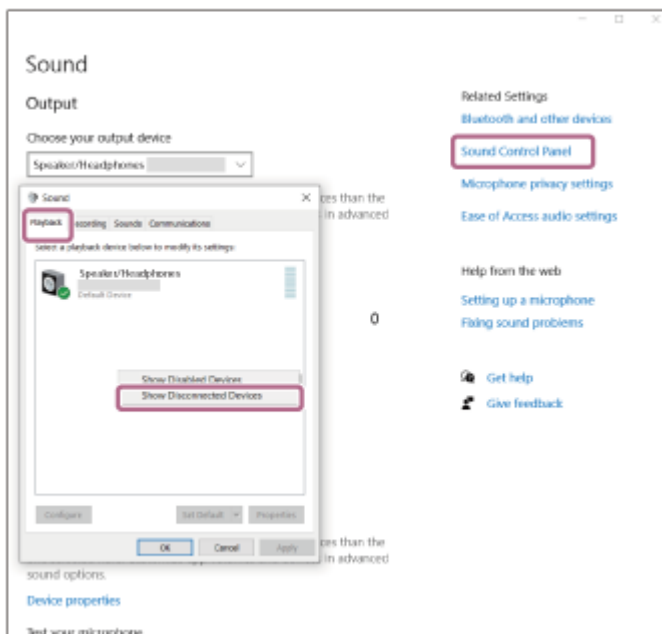 Sound
Output
Choose your output device
Speaker/Headphones
Sound
Playback Recording Sounds Communications
Select a playback device below to modify its settings:
Speaker/Headphones
Default Device
Show Disabled Devices
Show Disconnected Devices
Configure Set Default Properties
OK Cancel Apply
ces than the
in advanced
0
ces than the
in advanced
sound options.
Device properties
Test your microphone
Related Settings
Bluetooth and other devices
Sound Control Panel
Microphone privacy settings
Ease of Access audio settings
Help from the web
Setting up a microphone
Fixing sound problems
Get help
Give feedback